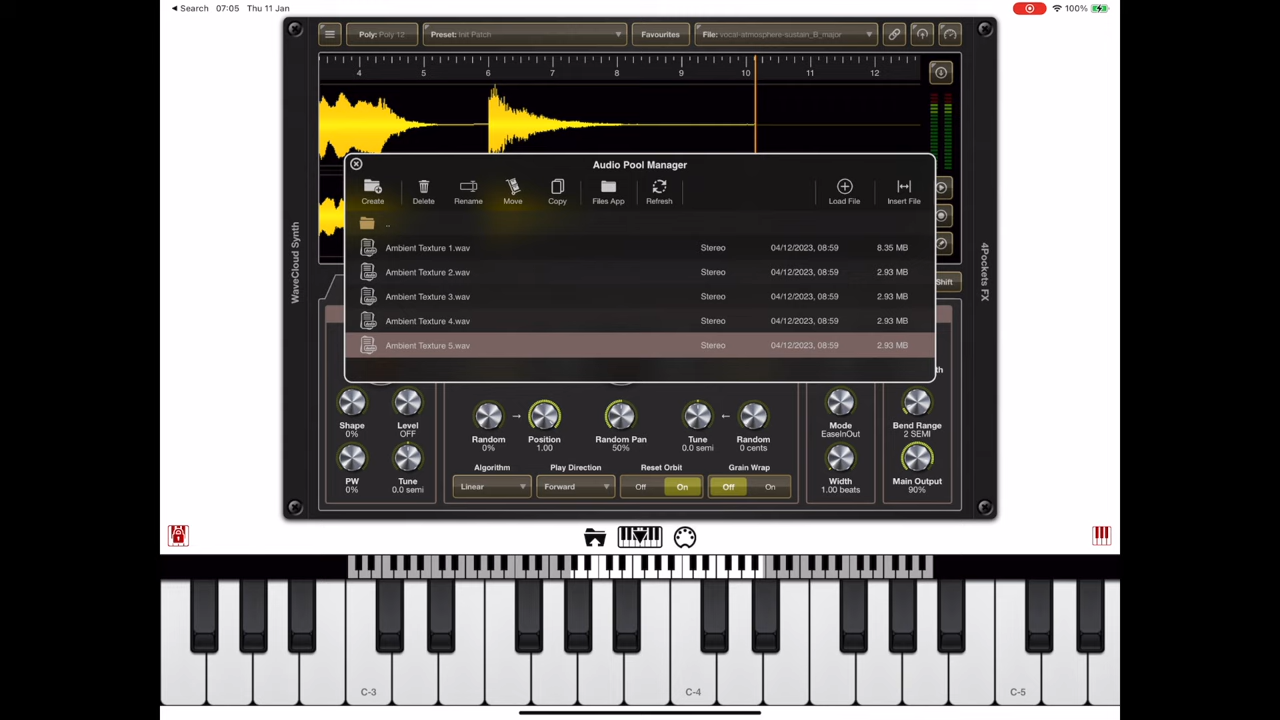 Search 07:05 Thu 11 Jan 100%
Poly: Poly 12 Preset: Init Patch Favourites File: vocal-atmosphere-sustain_B_major
4 5 6 7 8 9 10 11 12
Audio Pool Manager
Create Delete Rename Move Copy Files App Refresh Load File Insert File
..
Ambient Texture 1.wav Stereo 04/12/2023, 08:59 8.35 MB
Ambient Texture 2.wav Stereo 04/12/2023, 08:59 2.93 MB
Ambient Texture 3.wav Stereo 04/12/2023, 08:59 2.93 MB
Ambient Texture 4.wav Stereo 04/12/2023, 08:59 2.93 MB
Ambient Texture 5.wav Stereo 04/12/2023, 08:59 2.93 MB
WaveCloud Synth
4Pockets FX
Shift
th
Shape Level Random Position Random Pan Tune Random Mode Bend Range
0% OFF 0% 1.00 50% 0.0 semi 0 cents EaseInOut 2 SEMI
PW Tune Algorithm Play Direction Reset Orbit Grain Wrap Width Main Output
0% 0.0 semi Linear Forward Off On Off On 1.00 beats 90%
C-3 C-4 C-5